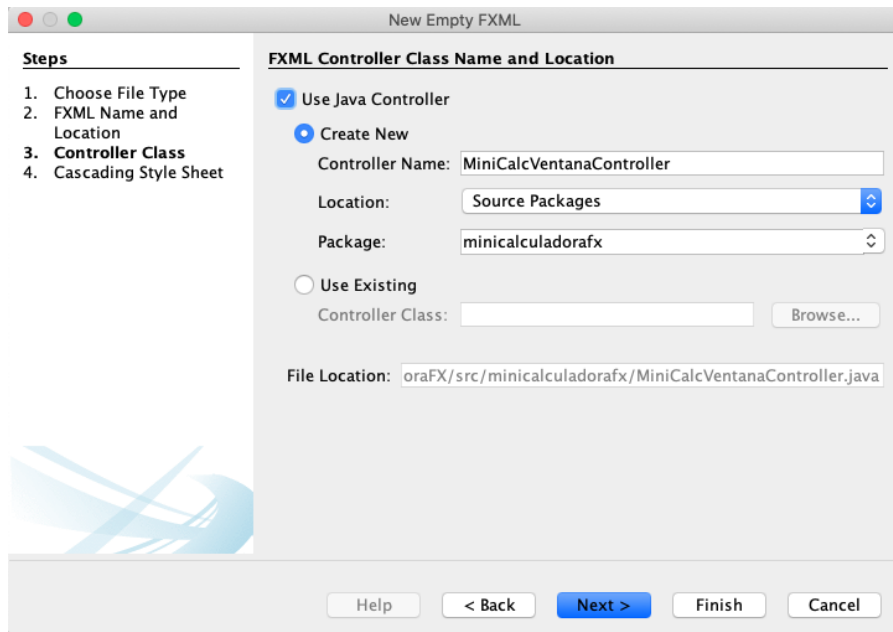 New Empty FXML
Steps
1. Choose File Type
2. FXML Name and
Location
3. Controller Class
4. Cascading Style Sheet
FXML Controller Class Name and Location
Use Java Controller
Create New
Controller Name: MiniCalcVentanaController
Location: Source Packages
Package: minicalculadorafx
Use Existing
Controller Class: Browse...
File Location: oraFX/src/minicalculadorafx/MiniCalcVentanaController.java
Help < Back Next > Finish Cancel